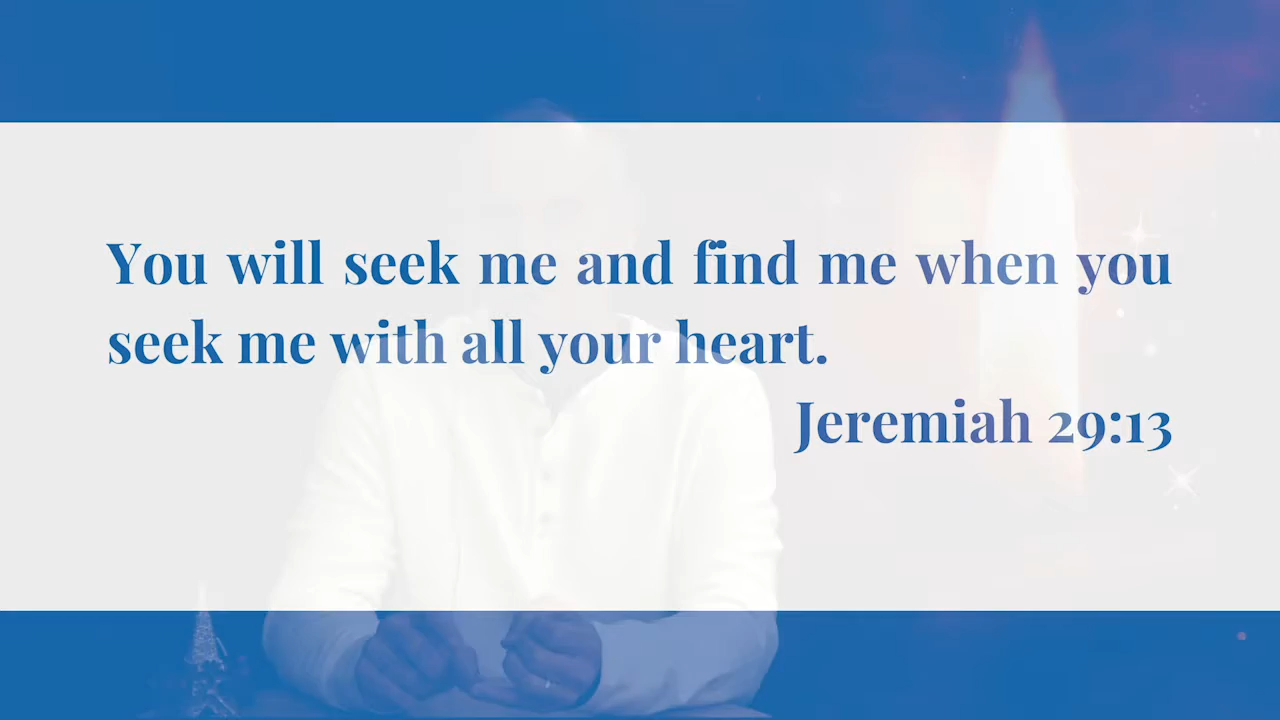 You will seek me and find me when you
seek me with all your heart.
Jeremiah 29:13